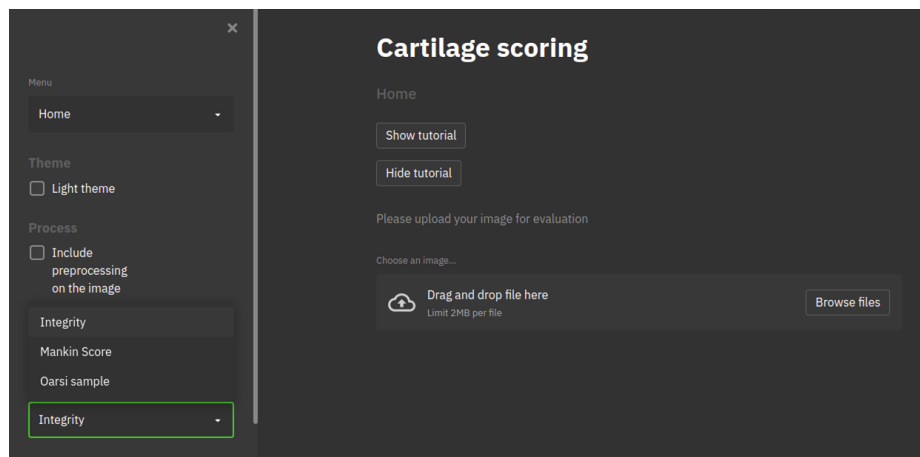 ×
Menu
Home
Theme
Light theme
Process
Include
preprocessing
on the image
Integrity
Mankin Score
Oarsi sample
Integrity
Cartilage scoring
Home
Show tutorial
Hide tutorial
Please upload your image for evaluation
Choose an image...
Drag and drop file here
Limit 2MB per file
Browse files